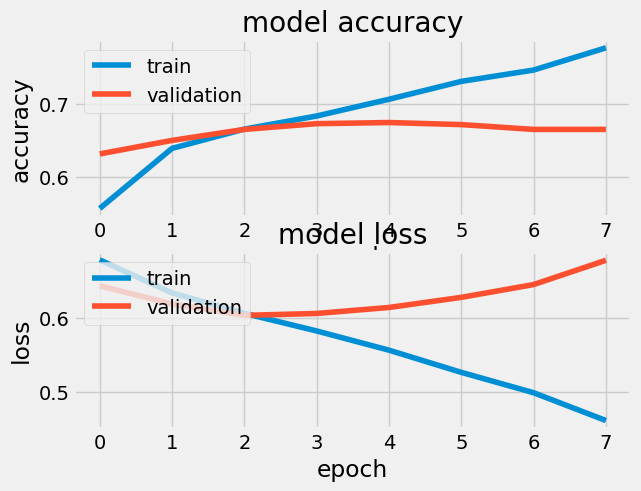 model accuracy
train
validation
accuracy
0.7
0.6
0 1 2 3 4 5 6 7
model loss
train
validation
loss
0.6
0.5
0 1 2 3 4 5 6 7
epoch